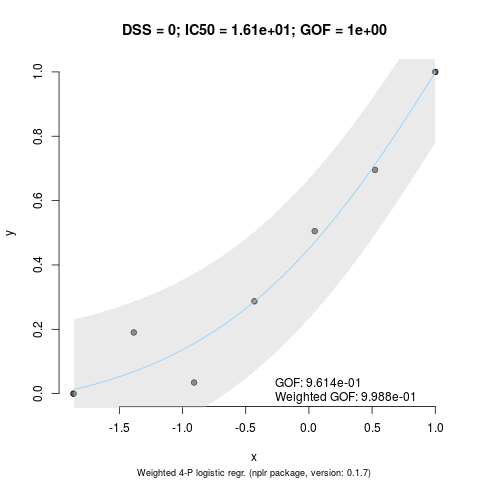 DSS = 0; IC50 = 1.61e+01; GOF = 1e+00
1.0
0.8
0.6
0.4
0.2
0.0
y
GOF: 9.614e-01
Weighted GOF: 9.988e-01
-1.5 -1.0 -0.5 0.0 0.5 1.0
x
Weighted 4-P logistic regr. (nplr package, version: 0.1.7)